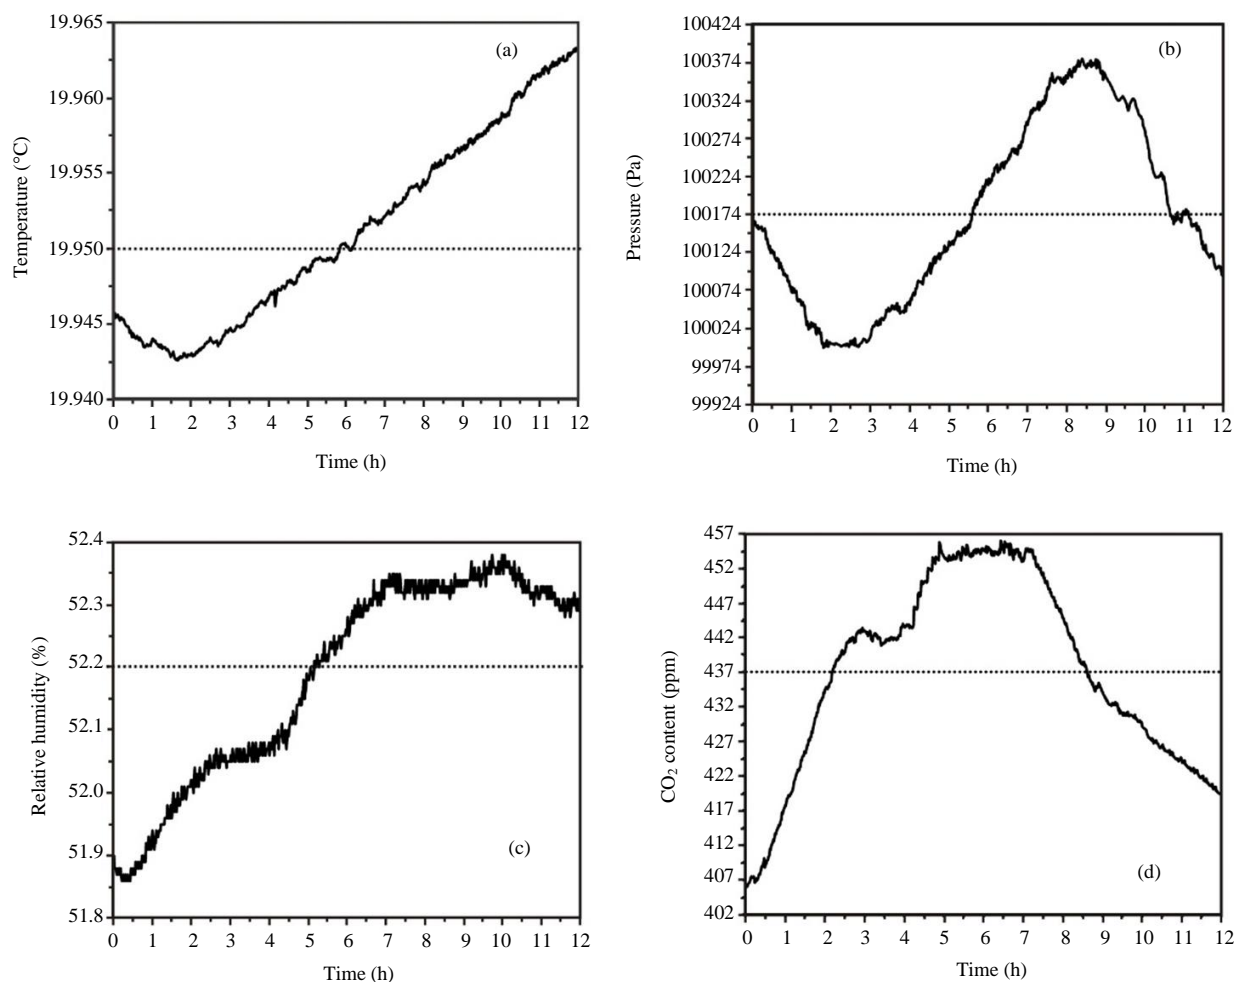 (a)
Temperature (°C)
19.965
19.960
19.955
19.950
19.945
19.940
0 1 2 3 4 5 6 7 8 9 10 11 12
Time (h)
(b)
Pressure (Pa)
100424
100374
100324
100274
100224
100174
100124
100074
100024
99974
99924
0 1 2 3 4 5 6 7 8 9 10 11 12
Time (h)
(c)
Relative humidity (%)
52.4
52.3
52.2
52.1
52.0
51.9
51.8
0 1 2 3 4 5 6 7 8 9 10 11 12
Time (h)
(d)
CO₂ content (ppm)
457
452
447
442
437
432
427
422
417
412
407
402
0 1 2 3 4 5 6 7 8 9 10 11 12
Time (h)